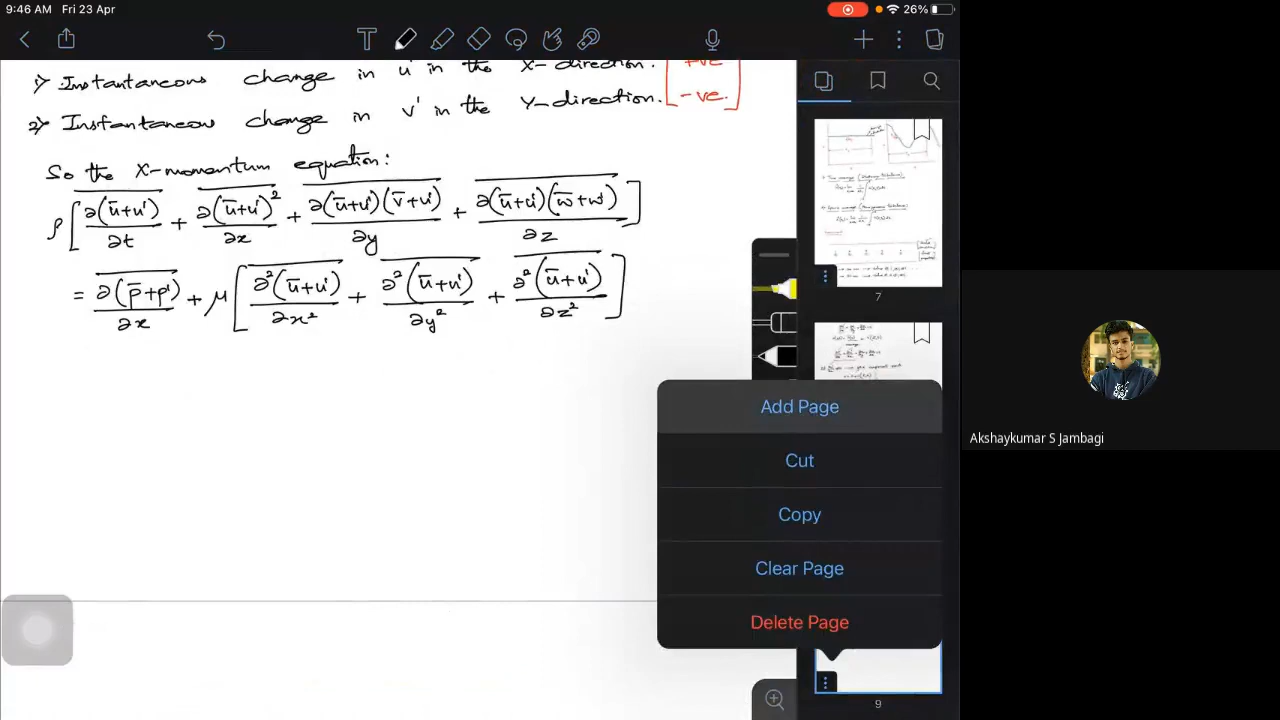 9:46 AM Fri 23 Apr
26%
1) Instantaneous change in u' in the X-direction. [+ve
2) Instantaneous change in v' in the Y-direction. -ve.]
So the X-momentum equation:
ρ[∂(ū+u')/∂t + ∂(ū+u')²/∂x + ∂(ū+u')(v̄+v')/∂y + ∂(ū+u')(w̄+w')/∂z]
= ∂(p̄+p')/∂x + μ[∂²(ū+u')/∂x² + ∂²(ū+u')/∂y² + ∂²(ū+u')/∂z²]
7
Add Page
Cut
Copy
Clear Page
Delete Page
9
Akshaykumar S Jambagi